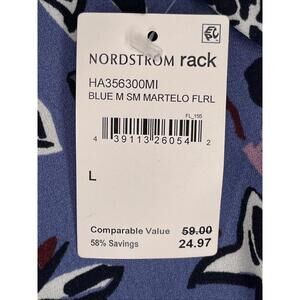 NORDSTROM rack
HA356300MI
BLUE M SM MARTELO FLRL
FL_155
4 39113 26054 2
L
Comparable Value 59.00
58% Savings 24.97